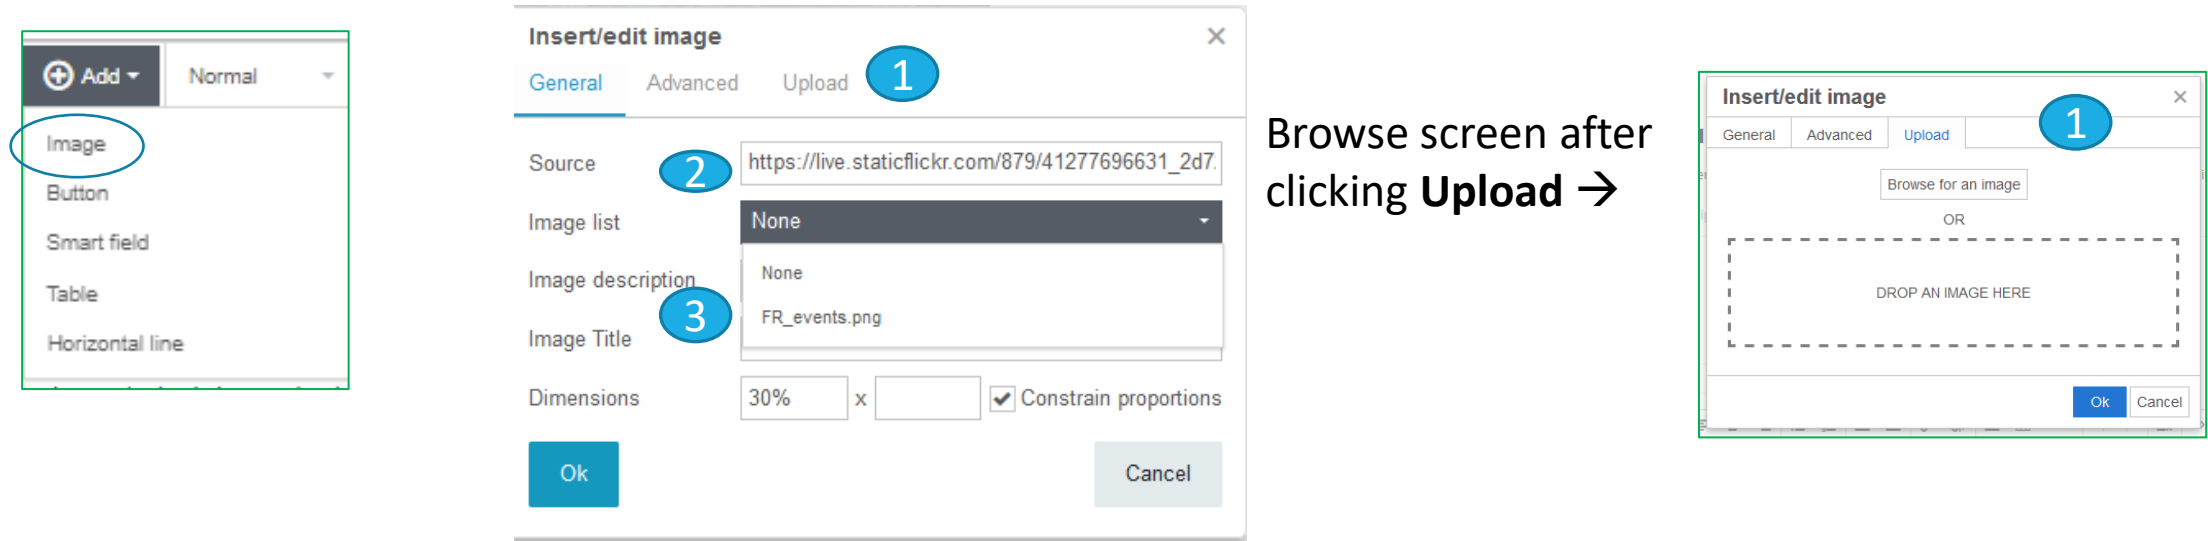 Add
Normal
Image
Button
Smart field
Table
Horizontal line
Insert/edit image
General Advanced Upload 1
Source 2 https://live.staticflickr.com/879/41277696631_2d7
Image list None
None
Image description
FR_events.png
3
Image Title
Dimensions 30% x Constrain proportions
Ok Cancel
Browse screen after
clicking Upload →
Insert/edit image
1
General Advanced Upload
Browse for an image
OR
DROP AN IMAGE HERE
Ok Cancel